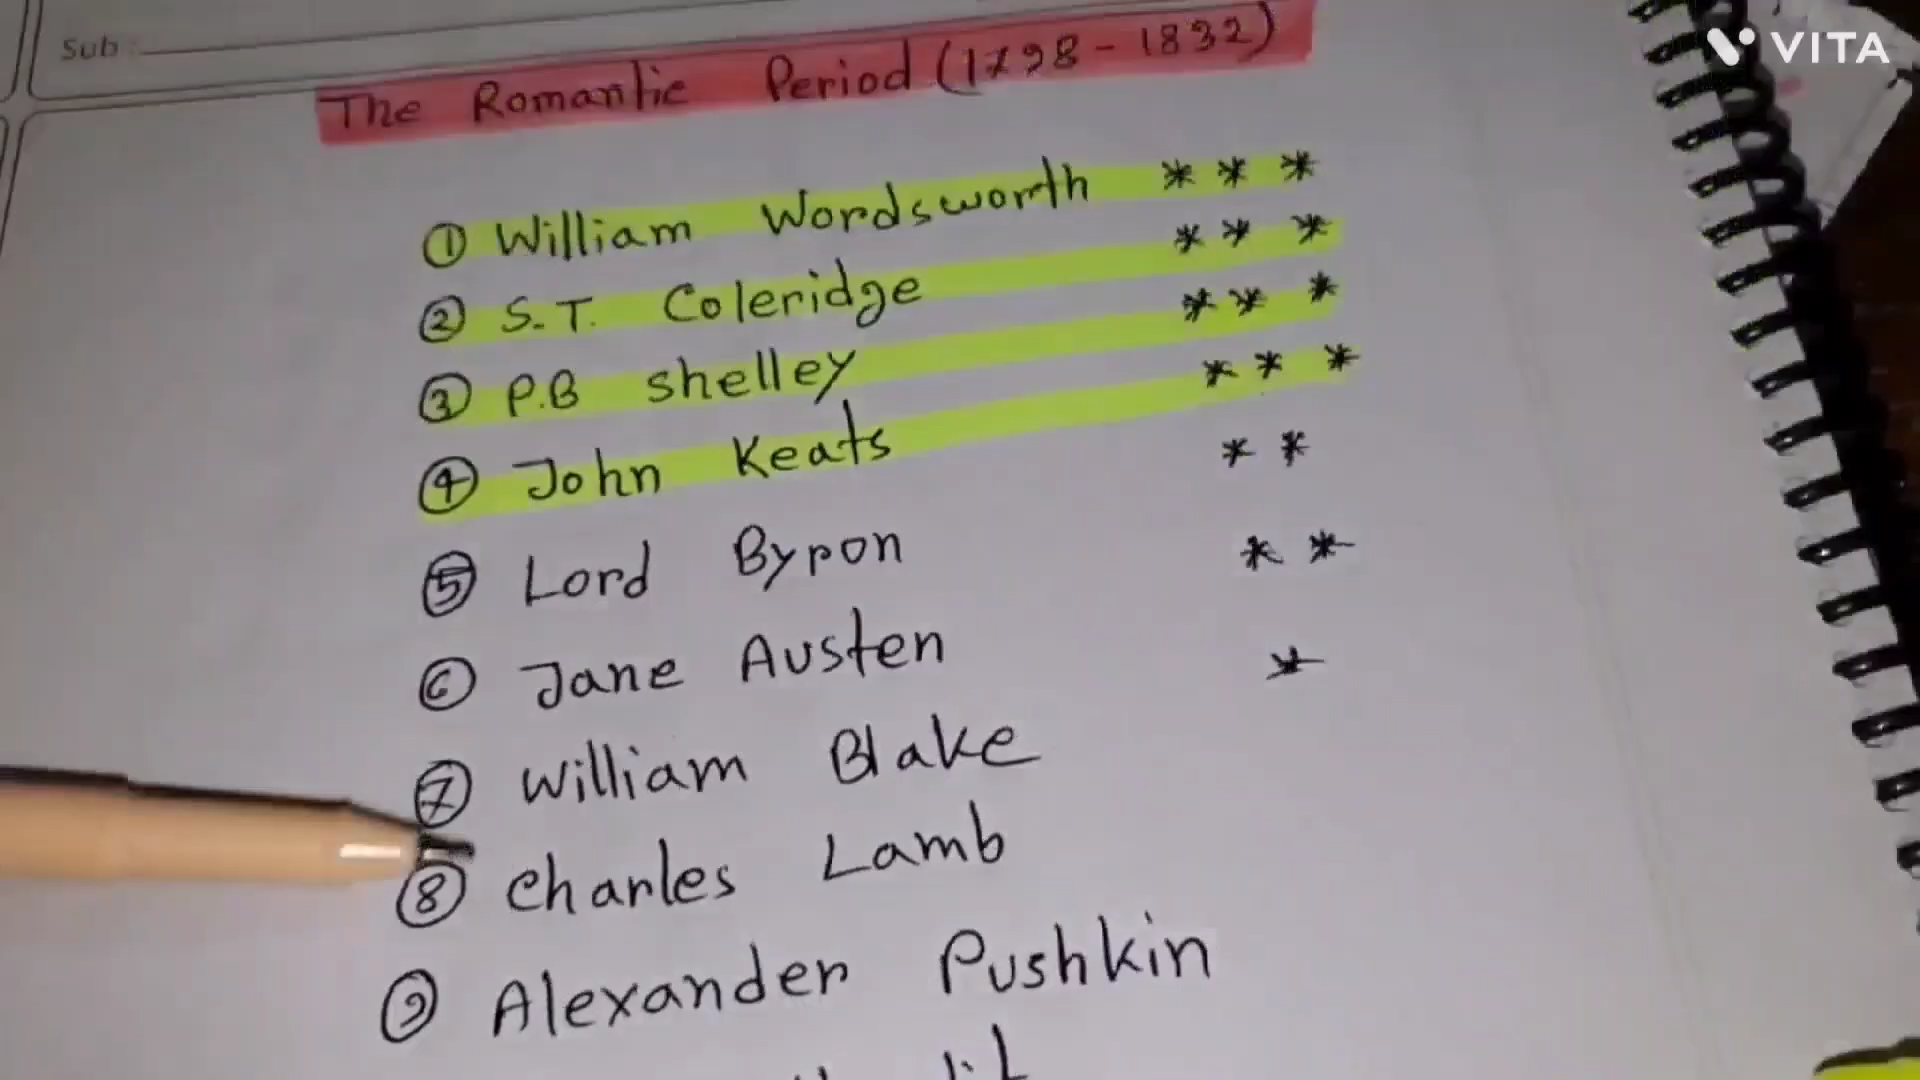 Sub :
VITA
The Romantic Period (1798 - 1832)
① William Wordsworth * * *
② S.T. Coleridge * * *
③ P.B Shelley * * *
④ John Keats * * *
⑤ Lord Byron * *
⑥ Jane Austen * *
⑦ William Blake *
⑧ Charles Lamb
⑨ Alexander Pushkin